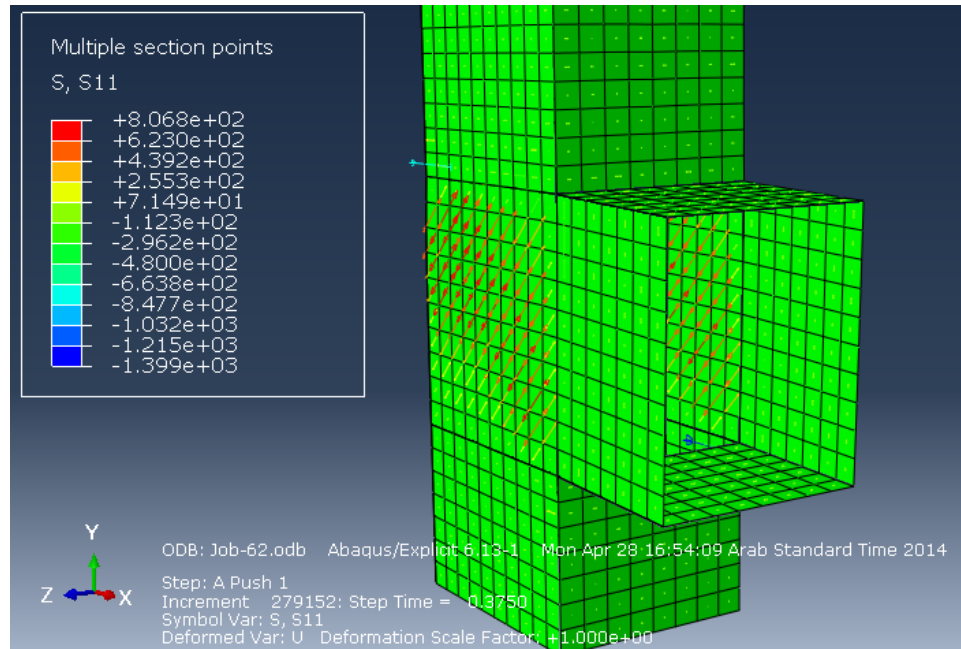 Multiple section points
S, S11
+8.068e+02
+6.230e+02
+4.392e+02
+2.553e+02
+7.149e+01
-1.123e+02
-2.962e+02
-4.800e+02
-6.638e+02
-8.477e+02
-1.032e+03
-1.215e+03
-1.399e+03
Y
Z X
ODB: Job-62.odb Abaqus/Explicit 6.13-1 Mon Apr 28 16:54:09 Arab Standard Time 2014
Step: A Push 1
Increment 279152: Step Time = 0.3750
Symbol Var: S, S11
Deformed Var: U Deformation Scale Factor: +1.000e+00